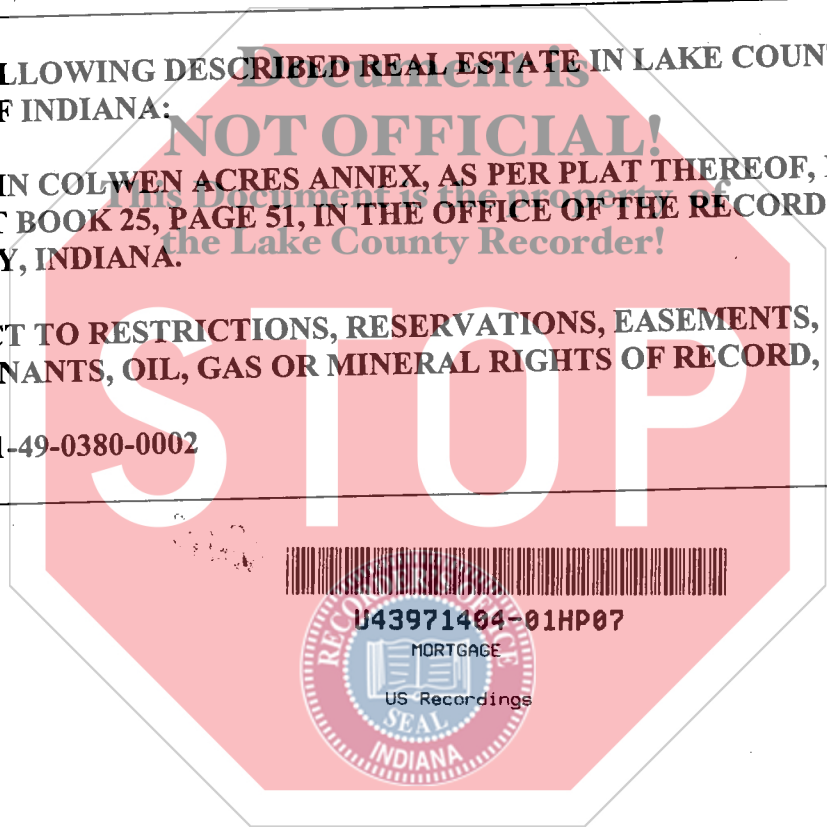 LLOWING DESCRIBED REAL ESTATE IN LAKE COUN
Document is
F INDIANA:
NOT OFFICIAL!
IN COLWEN ACRES ANNEX, AS PER PLAT THEREOF,
This Document is the property of
T BOOK 25, PAGE 51, IN THE OFFICE OF THE RECORD
the Lake County Recorder!
Y, INDIANA.
CT TO RESTRICTIONS, RESERVATIONS, EASEMENTS,
NANTS, OIL, GAS OR MINERAL RIGHTS OF RECORD,
STOP
-49-0380-0002
U43971404-01HP07
MORTGAGE
US Recordings
RECORDER'S OFFICE
SEAL
INDIANA